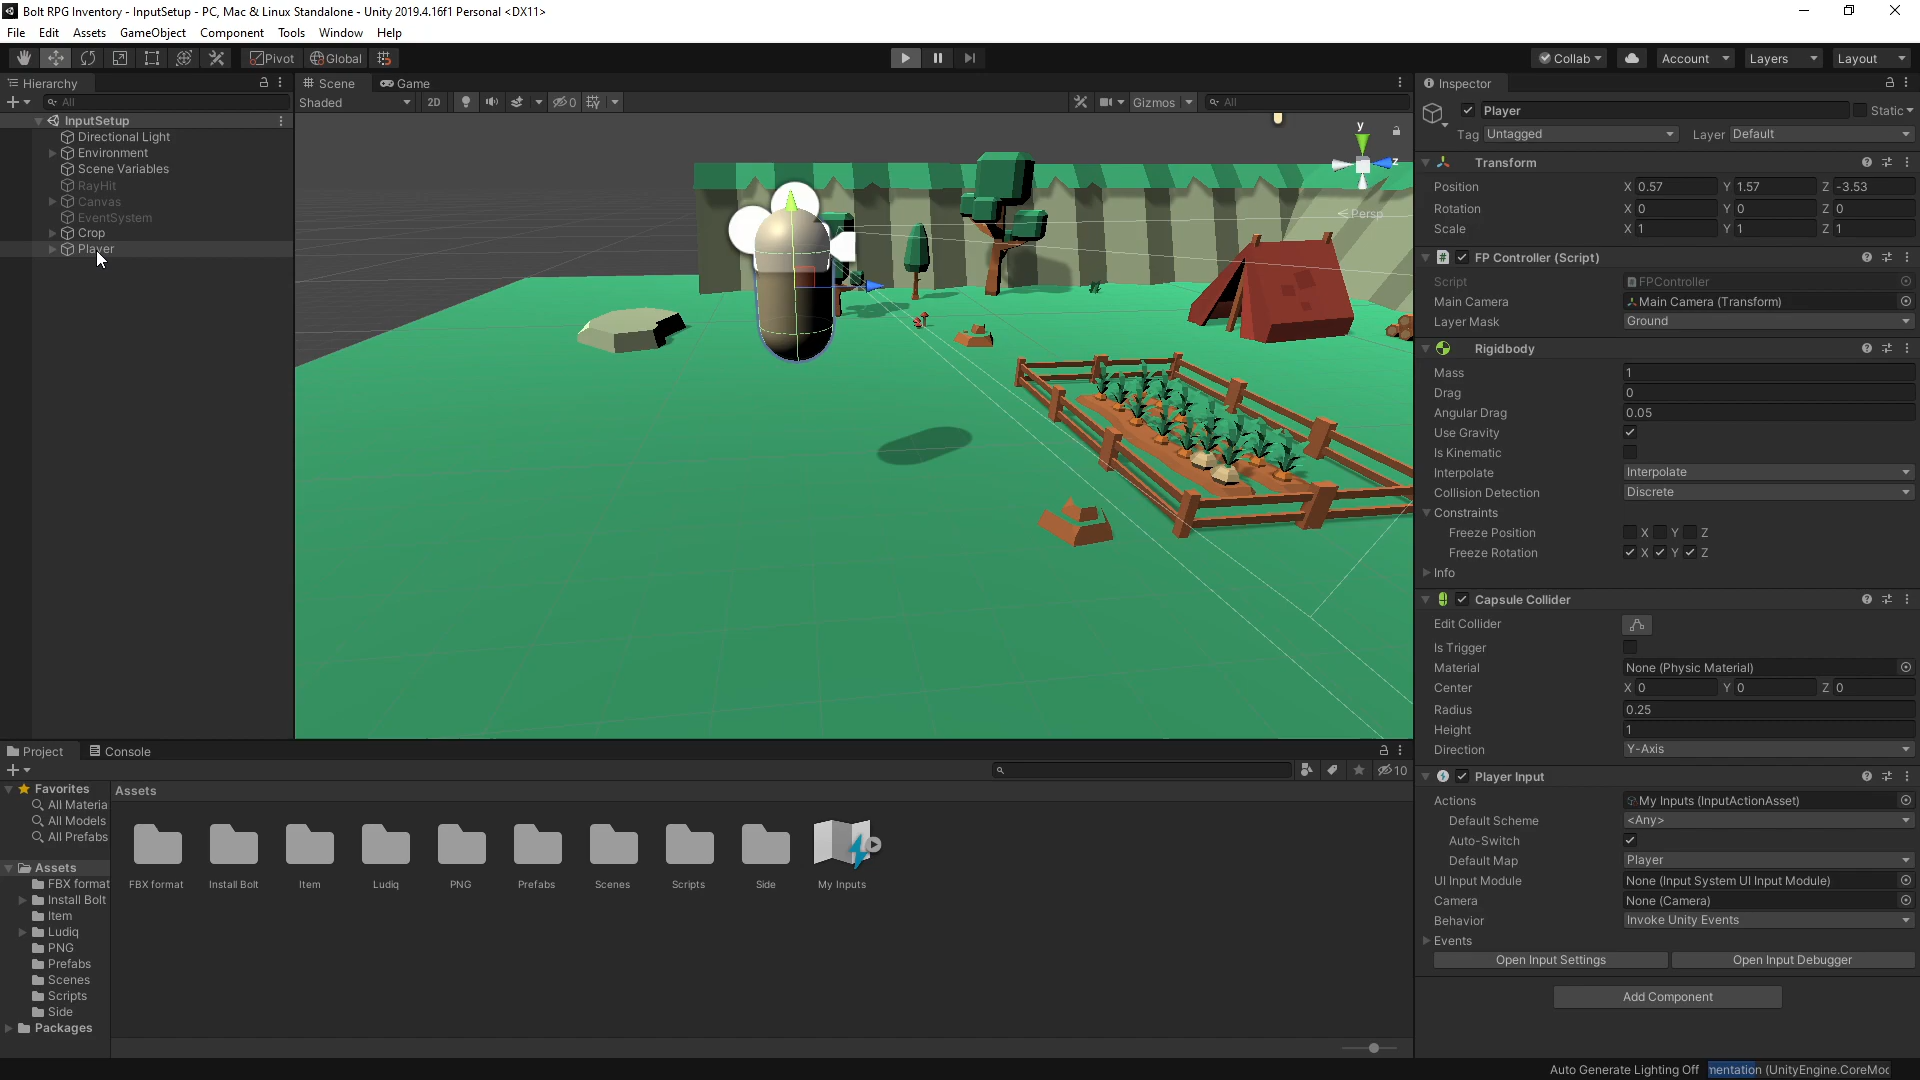 Bolt RPG Inventory - InputSetup - PC, Mac & Linux Standalone - Unity 2019.4.16f1 Personal <DX11>
File Edit Assets GameObject Component Tools Window Help
Pivot Global Collab Account Layers Layout
Hierarchy
All
InputSetup
Directional Light
Environment
Scene Variables
RayHit
Canvas
EventSystem
Crop
Player
Scene Game
Shaded 2D 0 Gizmos All
y
z
Persp
Inspector
Player Static
Tag Untagged Layer Default
Transform
Position X 0.57 Y 1.57 Z -3.53
Rotation X 0 Y 0 Z 0
Scale X 1 Y 1 Z 1
FP Controller (Script)
Script FPController
Main Camera Main Camera (Transform)
Layer Mask Ground
Rigidbody
Mass 1
Drag 0
Angular Drag 0.05
Use Gravity
Is Kinematic
Interpolate Interpolate
Collision Detection Discrete
Constraints
Freeze Position X Y Z
Freeze Rotation X Y Z
Info
Capsule Collider
Edit Collider
Is Trigger
Material None (Physic Material)
Center X 0 Y 0 Z 0
Radius 0.25
Height 1
Direction Y-Axis
Player Input
Actions My Inputs (InputActionAsset)
Default Scheme <Any>
Auto-Switch
Default Map Player
UI Input Module None (Input System UI Input Module)
Camera None (Camera)
Behavior Invoke Unity Events
Events
Open Input Settings Open Input Debugger
Add Component
Project Console
10
Favorites
All Materia
All Models
All Prefabs
Assets
FBX format
Install Bolt
Item
Ludiq
PNG
Prefabs
Scenes
Scripts
Side
Packages
Assets
FBX format Install Bolt Item Ludiq PNG Prefabs Scenes Scripts Side My Inputs
Auto Generate Lighting Off mentation (UnityEngine.CoreMoc